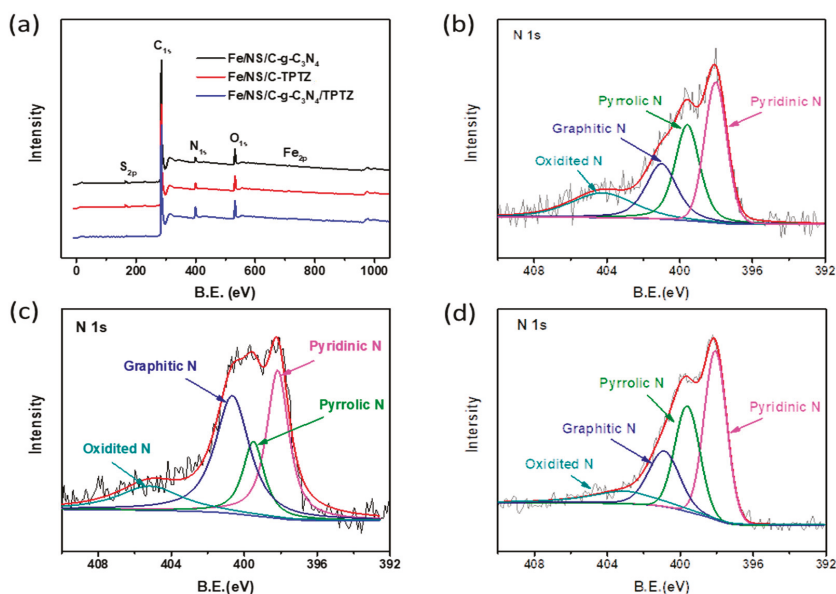 (a)
C1s
Fe/NS/C-g-C3N4
Fe/NS/C-TPTZ
Fe/NS/C-g-C3N4/TPTZ
S2p
N1s
O1s
Fe2p
Intensity
0 200 400 600 800 1000
B.E. (eV)
(b)
N 1s
Pyrrolic N
Pyridinic N
Graphitic N
Oxidited N
Intensity
408 404 400 396 392
B.E. (eV)
(c)
N 1s
Graphitic N
Pyridinic N
Pyrrolic N
Oxidited N
Intensity
408 404 400 396 392
B.E.(eV)
(d)
N 1s
Pyrrolic N
Pyridinic N
Graphitic N
Oxidited N
Intersity
408 404 400 396 392
B.E.(eV)